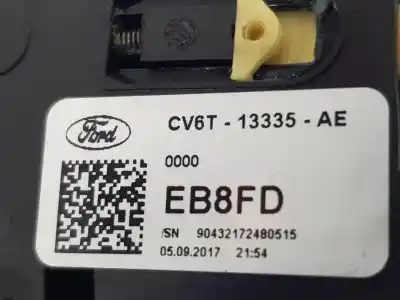 Ford
CV6T - 13335 - AE
0000
EB8FD
/SN 90432172480515
05.09.2017 21:54